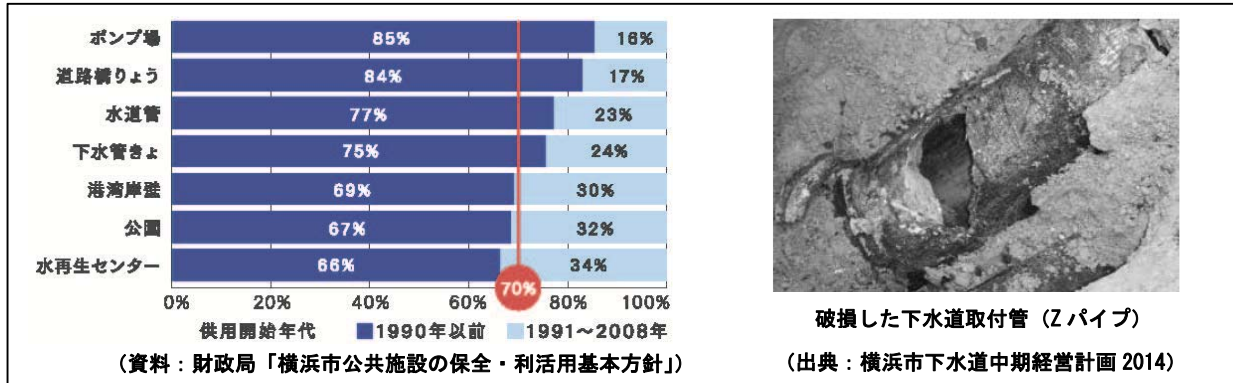 ポンプ場 85% 16%
道路橋りょう 84% 17%
水道管 77% 23%
下水管きょ 75% 24%
港湾岸壁 69% 30%
公園 67% 32%
水再生センター 66% 34%
70%
0% 20% 40% 60% 80% 100%
供用開始年代 1990年以前 1991～2008年
（資料：財政局「横浜市公共施設の保全・利活用基本方針」）
破損した下水道取付管（Zパイプ）
（出典：横浜市下水道中期経営計画 2014）